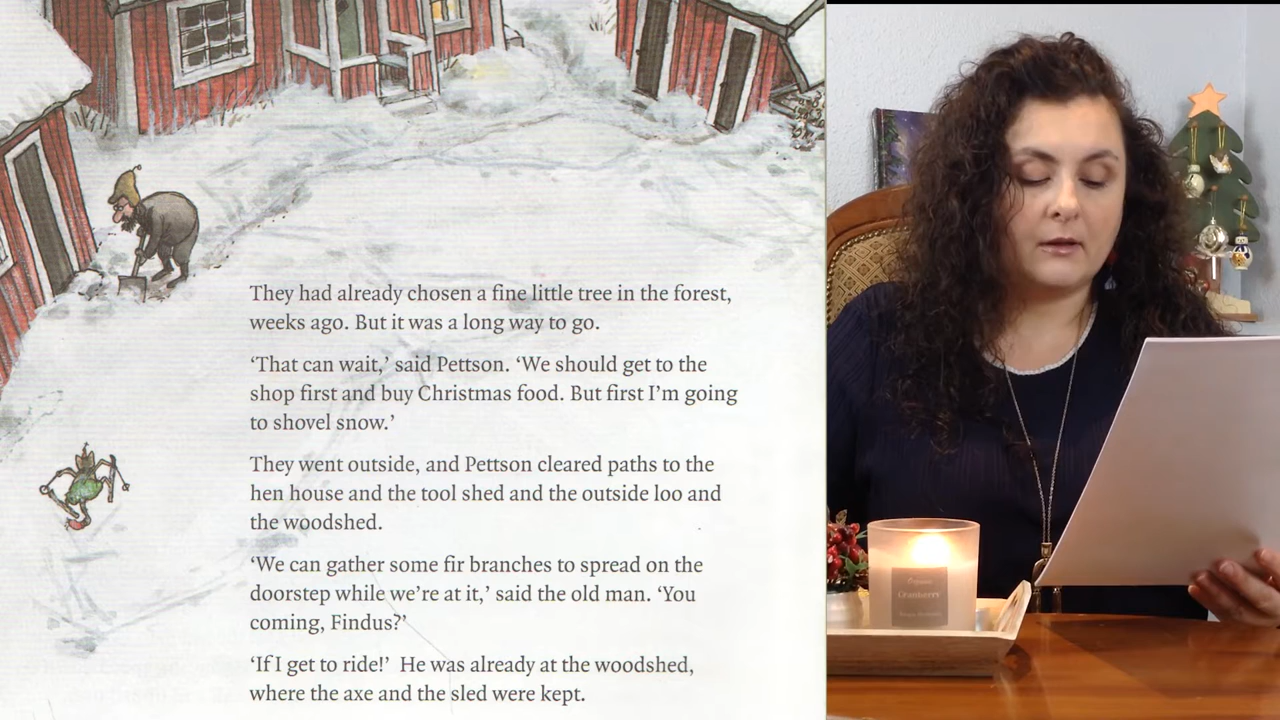 They had already chosen a fine little tree in the forest,
weeks ago. But it was a long way to go.
‘That can wait,’ said Pettson. ‘We should get to the
shop first and buy Christmas food. But first I’m going
to shovel snow.’
They went outside, and Pettson cleared paths to the
hen house and the tool shed and the outside loo and
the woodshed.
‘We can gather some fir branches to spread on the
doorstep while we’re at it,’ said the old man. ‘You
coming, Findus?’
‘If I get to ride!’ He was already at the woodshed,
where the axe and the sled were kept.
Cranberry